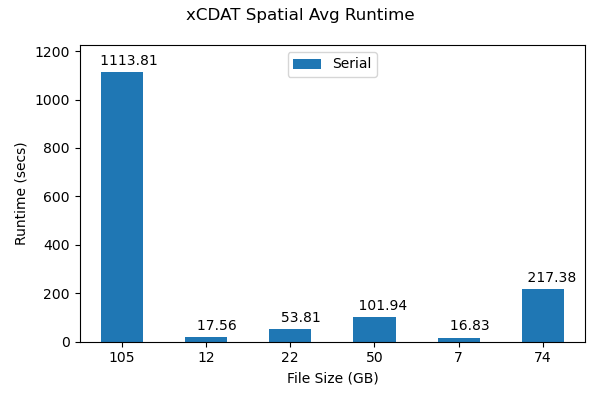 xCDAT Spatial Avg Runtime
1200
1000
800
600
400
200
0
Runtime (secs)
Serial
1113.81
17.56
53.81
101.94
16.83
217.38
105 12 22 50 7 74
File Size (GB)